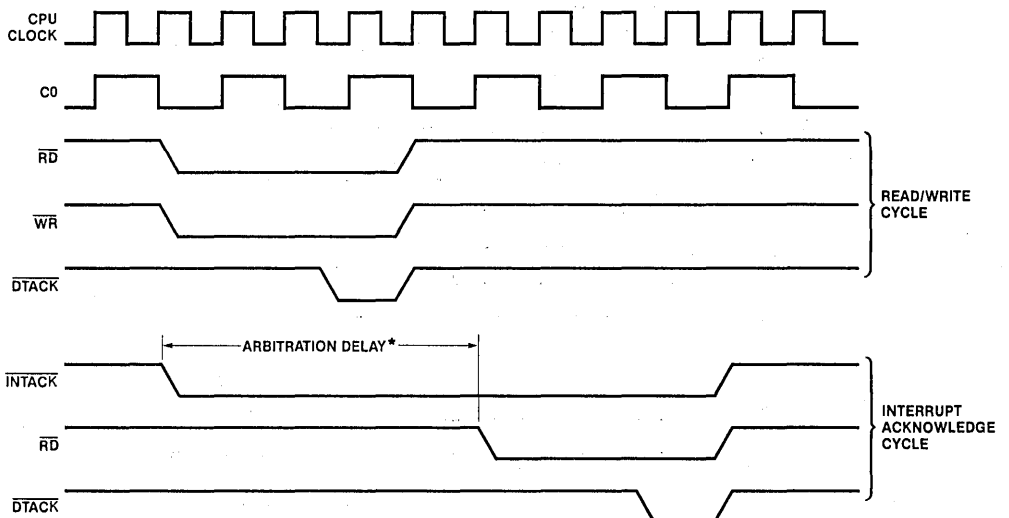 CPU
CLOCK
C0
RD
WR
DTACK
READ/WRITE
CYCLE
ARBITRATION DELAY*
INTACK
RD
DTACK
INTERRUPT
ACKNOWLEDGE
CYCLE